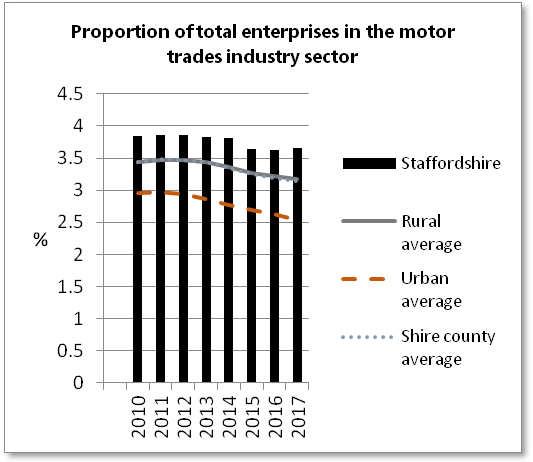 Proportion of total enterprises in the motor
trades industry sector
4.5
4
3.5
3
2.5
2
1.5
1
0.5
0
%
2010
2011
2012
2013
2014
2015
2016
2017
Staffordshire
Rural
average
Urban
average
Shire county
average